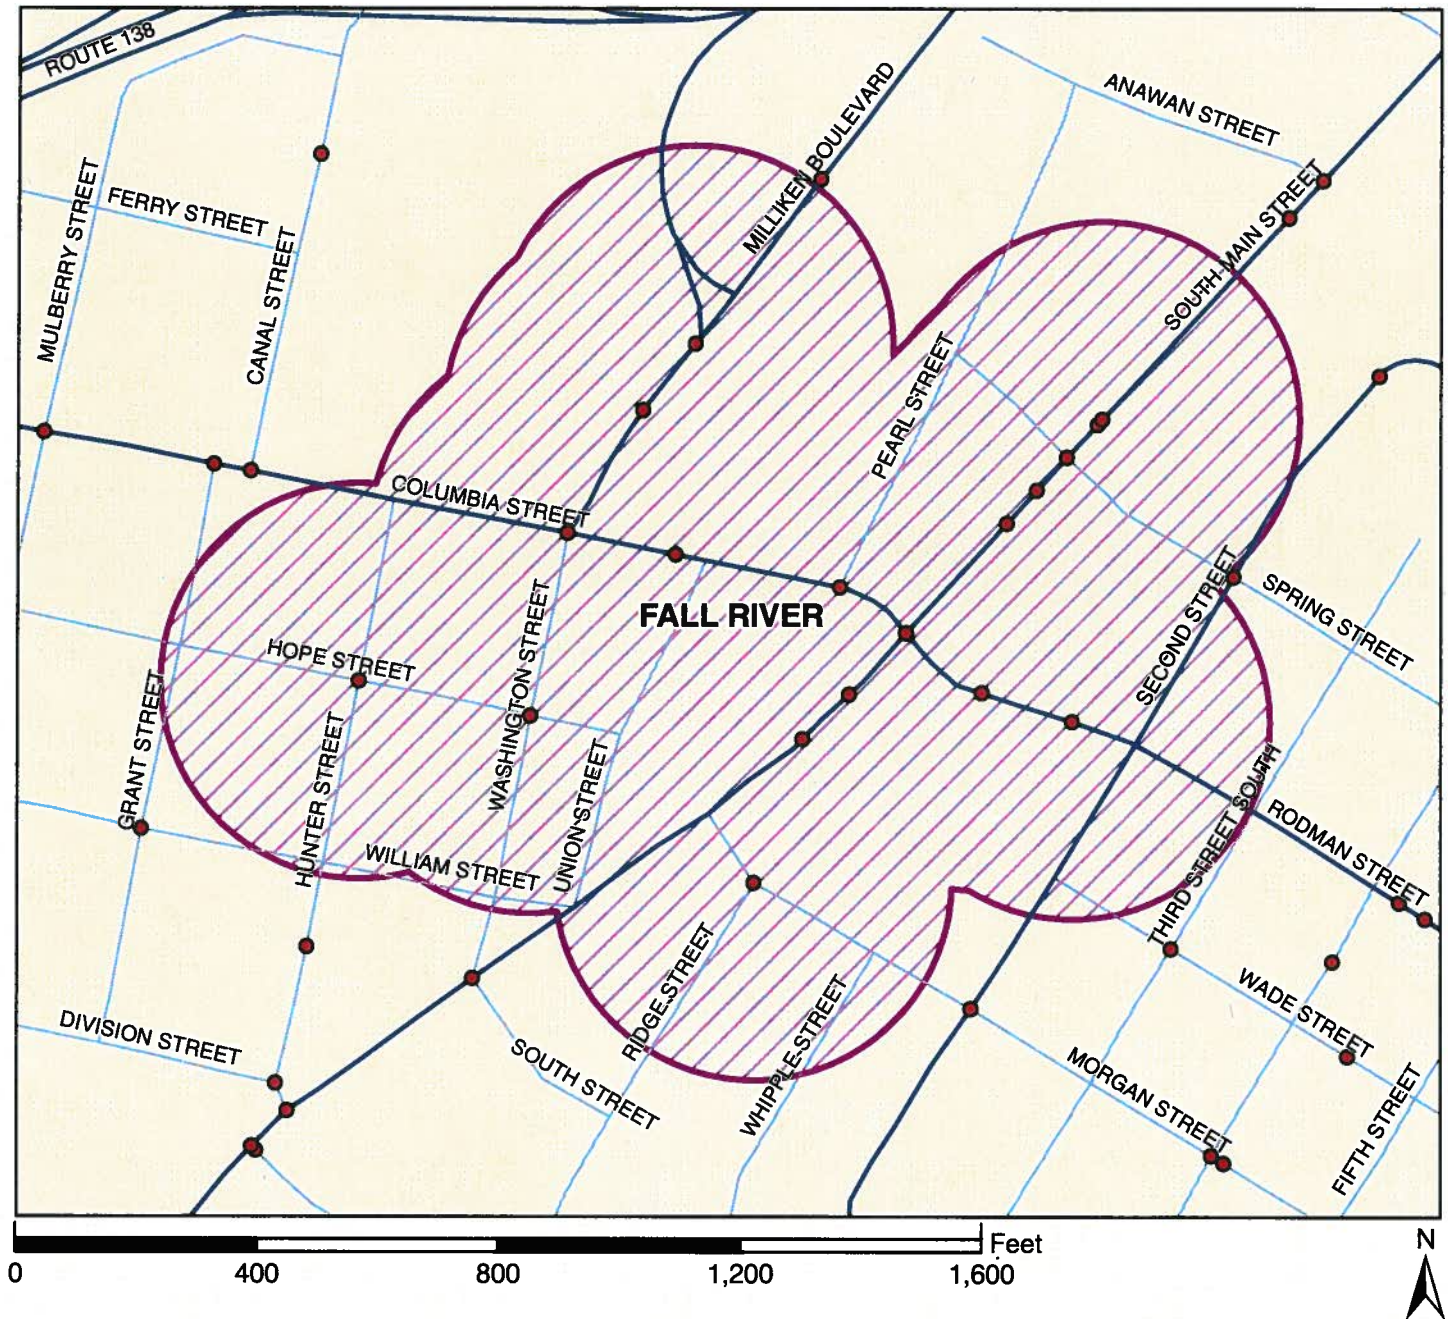 ROUTE 138
ANAWAN STREET
MILLIKEN BOULEVARD
MULBERRY STREET
FERRY STREET
CANAL STREET
SOUTH MAIN STREET
PEARL STREET
COLUMBIA STREET
FALL RIVER
SECOND STREET
SPRING STREET
HOPE STREET
WASHINGTON STREET
GRANT STREET
HUNTER STREET
UNION STREET
WILLIAM STREET
THIRD STREET SOUTH
RODMAN STREET
RIDGE STREET
WHIPPLE STREET
WADE STREET
DIVISION STREET
SOUTH STREET
MORGAN STREET
FIFTH STREET
Feet
N
0 400 800 1,200 1,600